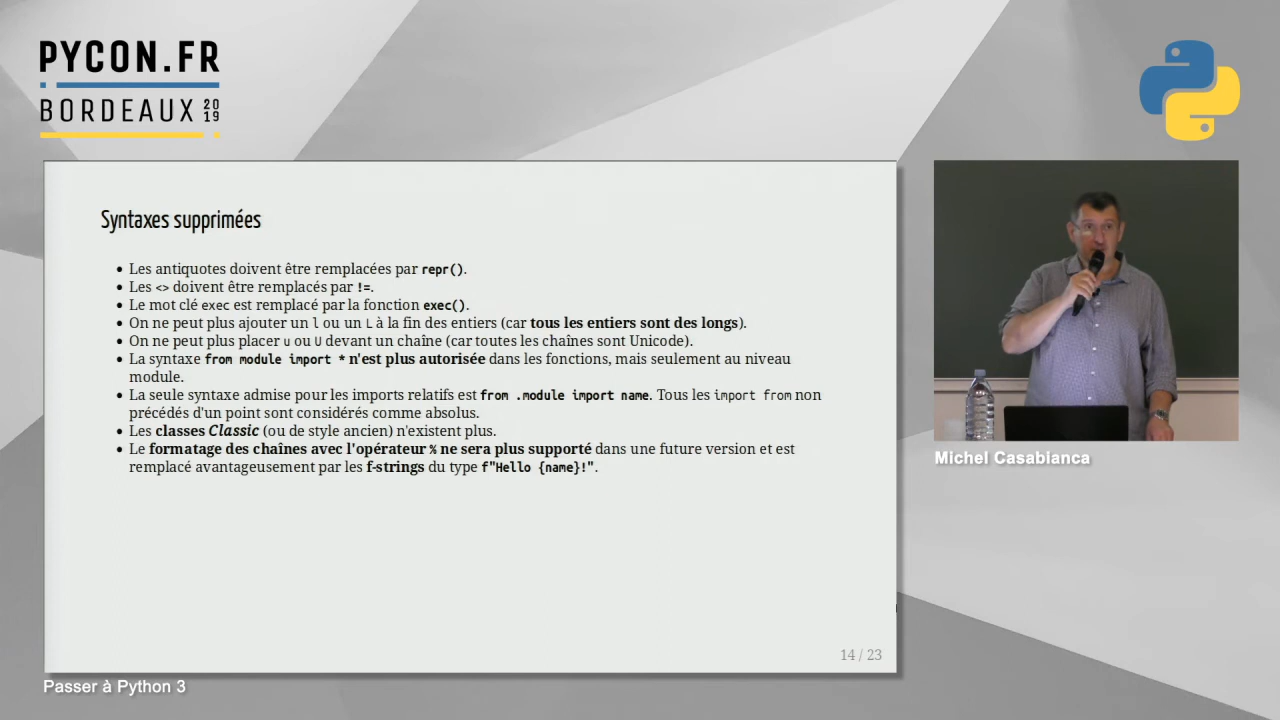 PYCON.FR
BORDEAUX 20
19
Syntaxes supprimées
• Les antiquotes doivent être remplacées par repr().
• Les <> doivent être remplacés par !=.
• Le mot clé exec est remplacé par la fonction exec().
• On ne peut plus ajouter un l ou un L à la fin des entiers (car tous les entiers sont des longs).
• On ne peut plus placer u ou U devant un chaîne (car toutes les chaînes sont Unicode).
• La syntaxe from module import * n'est plus autorisée dans les fonctions, mais seulement au niveau
module.
• La seule syntaxe admise pour les imports relatifs est from .module import name. Tous les import from non
précédés d'un point sont considérés comme absolus.
• Les classes Classic (ou de style ancien) n'existent plus.
• Le formatage des chaînes avec l'opérateur % ne sera plus supporté dans une future version et est
remplacé avantageusement par les f-strings du type f"Hello {name}!".
14 / 23
Michel Casabianca
Passer à Python 3